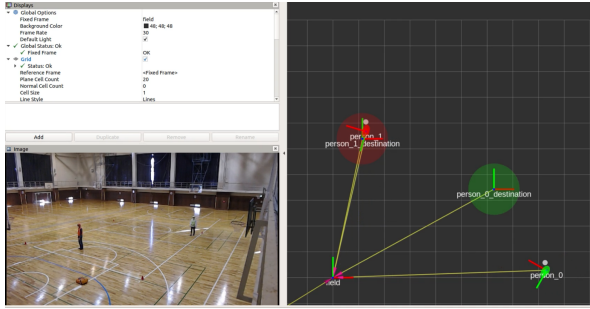 Displays
Global Options
Fixed Frame field
Background Color 48; 48; 48
Frame Rate 30
Default Light
Global Status: Ok
Fixed Frame OK
Grid
Status: Ok
Reference Frame <Fixed Frame>
Plane Cell Count 20
Normal Cell Count 0
Cell Size 1
Line Style Lines
Add Duplicate Remove Rename
Image
person_1
person_1_destination
person_0_destination
person_0
field